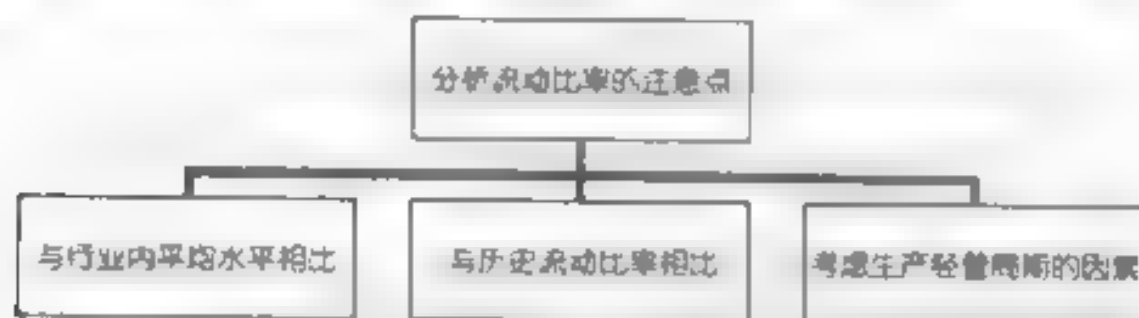 分析流动比率的注意点
与行业内平均水平相比
与历史流动比率相比
考虑生产经营周期的因素